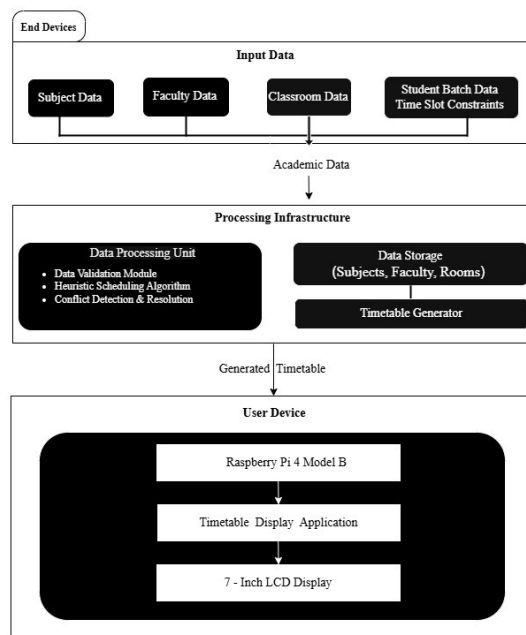 End Devices
Input Data
Subject Data
Faculty Data
Classroom Data
Student Batch Data
Time Slot Constraints
Academic Data
Processing Infrastructure
Data Processing Unit
• Data Validation Module
• Heuristic Scheduling Algorithm
• Conflict Detection & Resolution
Data Storage
(Subjects, Faculty, Rooms)
Timetable Generator
Generated Timetable
User Device
Raspberry Pi 4 Model B
Timetable Display Application
7 - Inch LCD Display